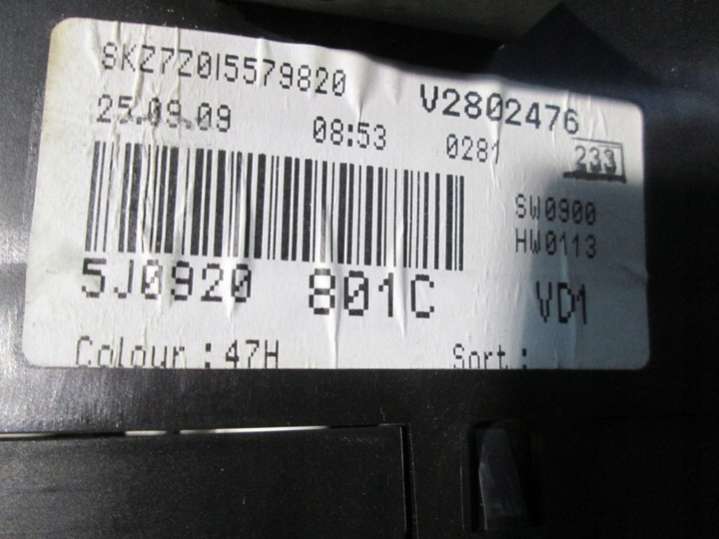 SKZ7Z0I5579820 V2802476
25.09.09 08:53 0281 233
SW0900
HW0113
5J0920 801C VD1
Colour : 47H Sort :